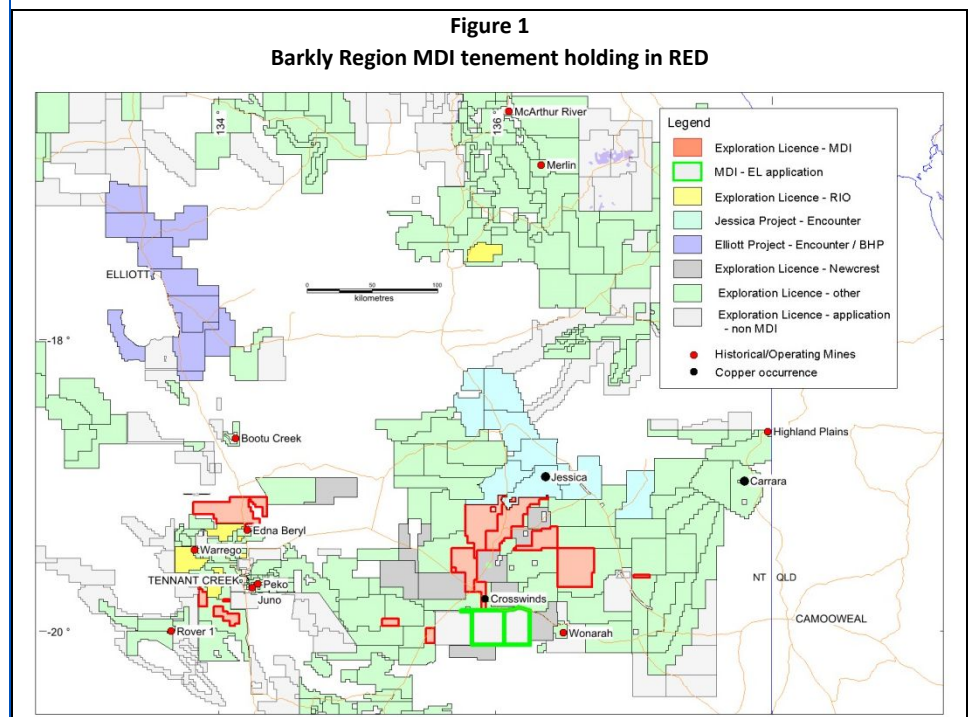 Figure 1
Barkly Region MDI tenement holding in RED
134 °
136 °
McArthur River
Merlin
Legend
Exploration Licence - MDI
MDI - EL application
Exploration Licence - RIO
Jessica Project - Encounter
Elliott Project - Encounter / BHP
Exploration Licence - Newcrest
Exploration Licence - other
Exploration Licence - application
- non MDI
Historical/Operating Mines
Copper occurrence
ELLIOTT
0 50 100
kilometres
-18 °
Bootu Creek
Highland Plains
Jessica
Carrara
Edna Beryl
Warrego
TENNANT CREEK
Peko
Juno
NT QLD
Crosswinds
CAMOOWEAL
-20 °
Rover 1
Wonarah